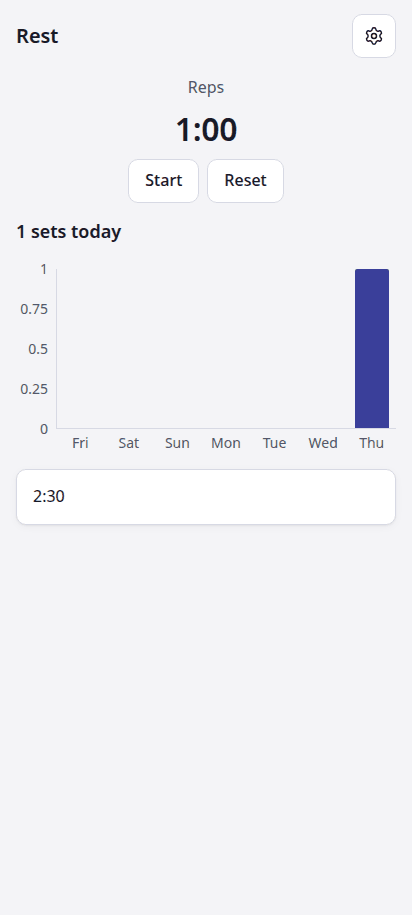 Rest
Reps
1:00
Start Reset
1 sets today
1
0.75
0.5
0.25
0
Fri Sat Sun Mon Tue Wed Thu
2:30